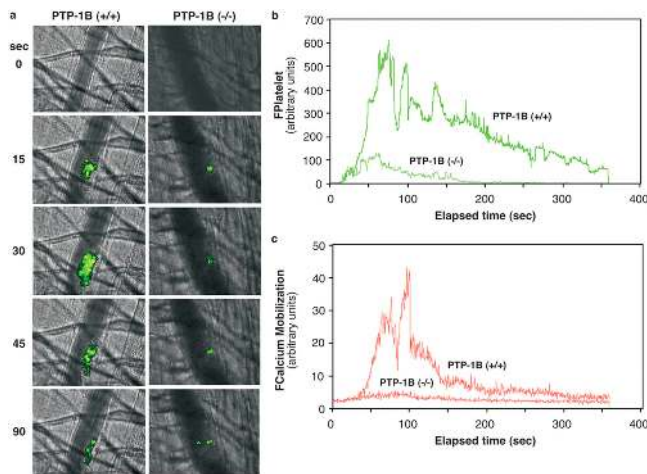 a
PTP-1B (+/+) PTP-1B (-/-)
sec
0
15
30
45
90
b
FPlatelet
(arbitrary units)
700
600
500
400
300
200
100
0
PTP-1B (+/+)
PTP-1B (-/-)
0 100 200 300 400
Elapsed time (sec)
c
FCalcium Mobilization
(arbitrary units)
50
40
30
20
10
0
PTP-1B (+/+)
PTP-1B (-/-)
0 100 200 300 400
Elapsed time (sec)